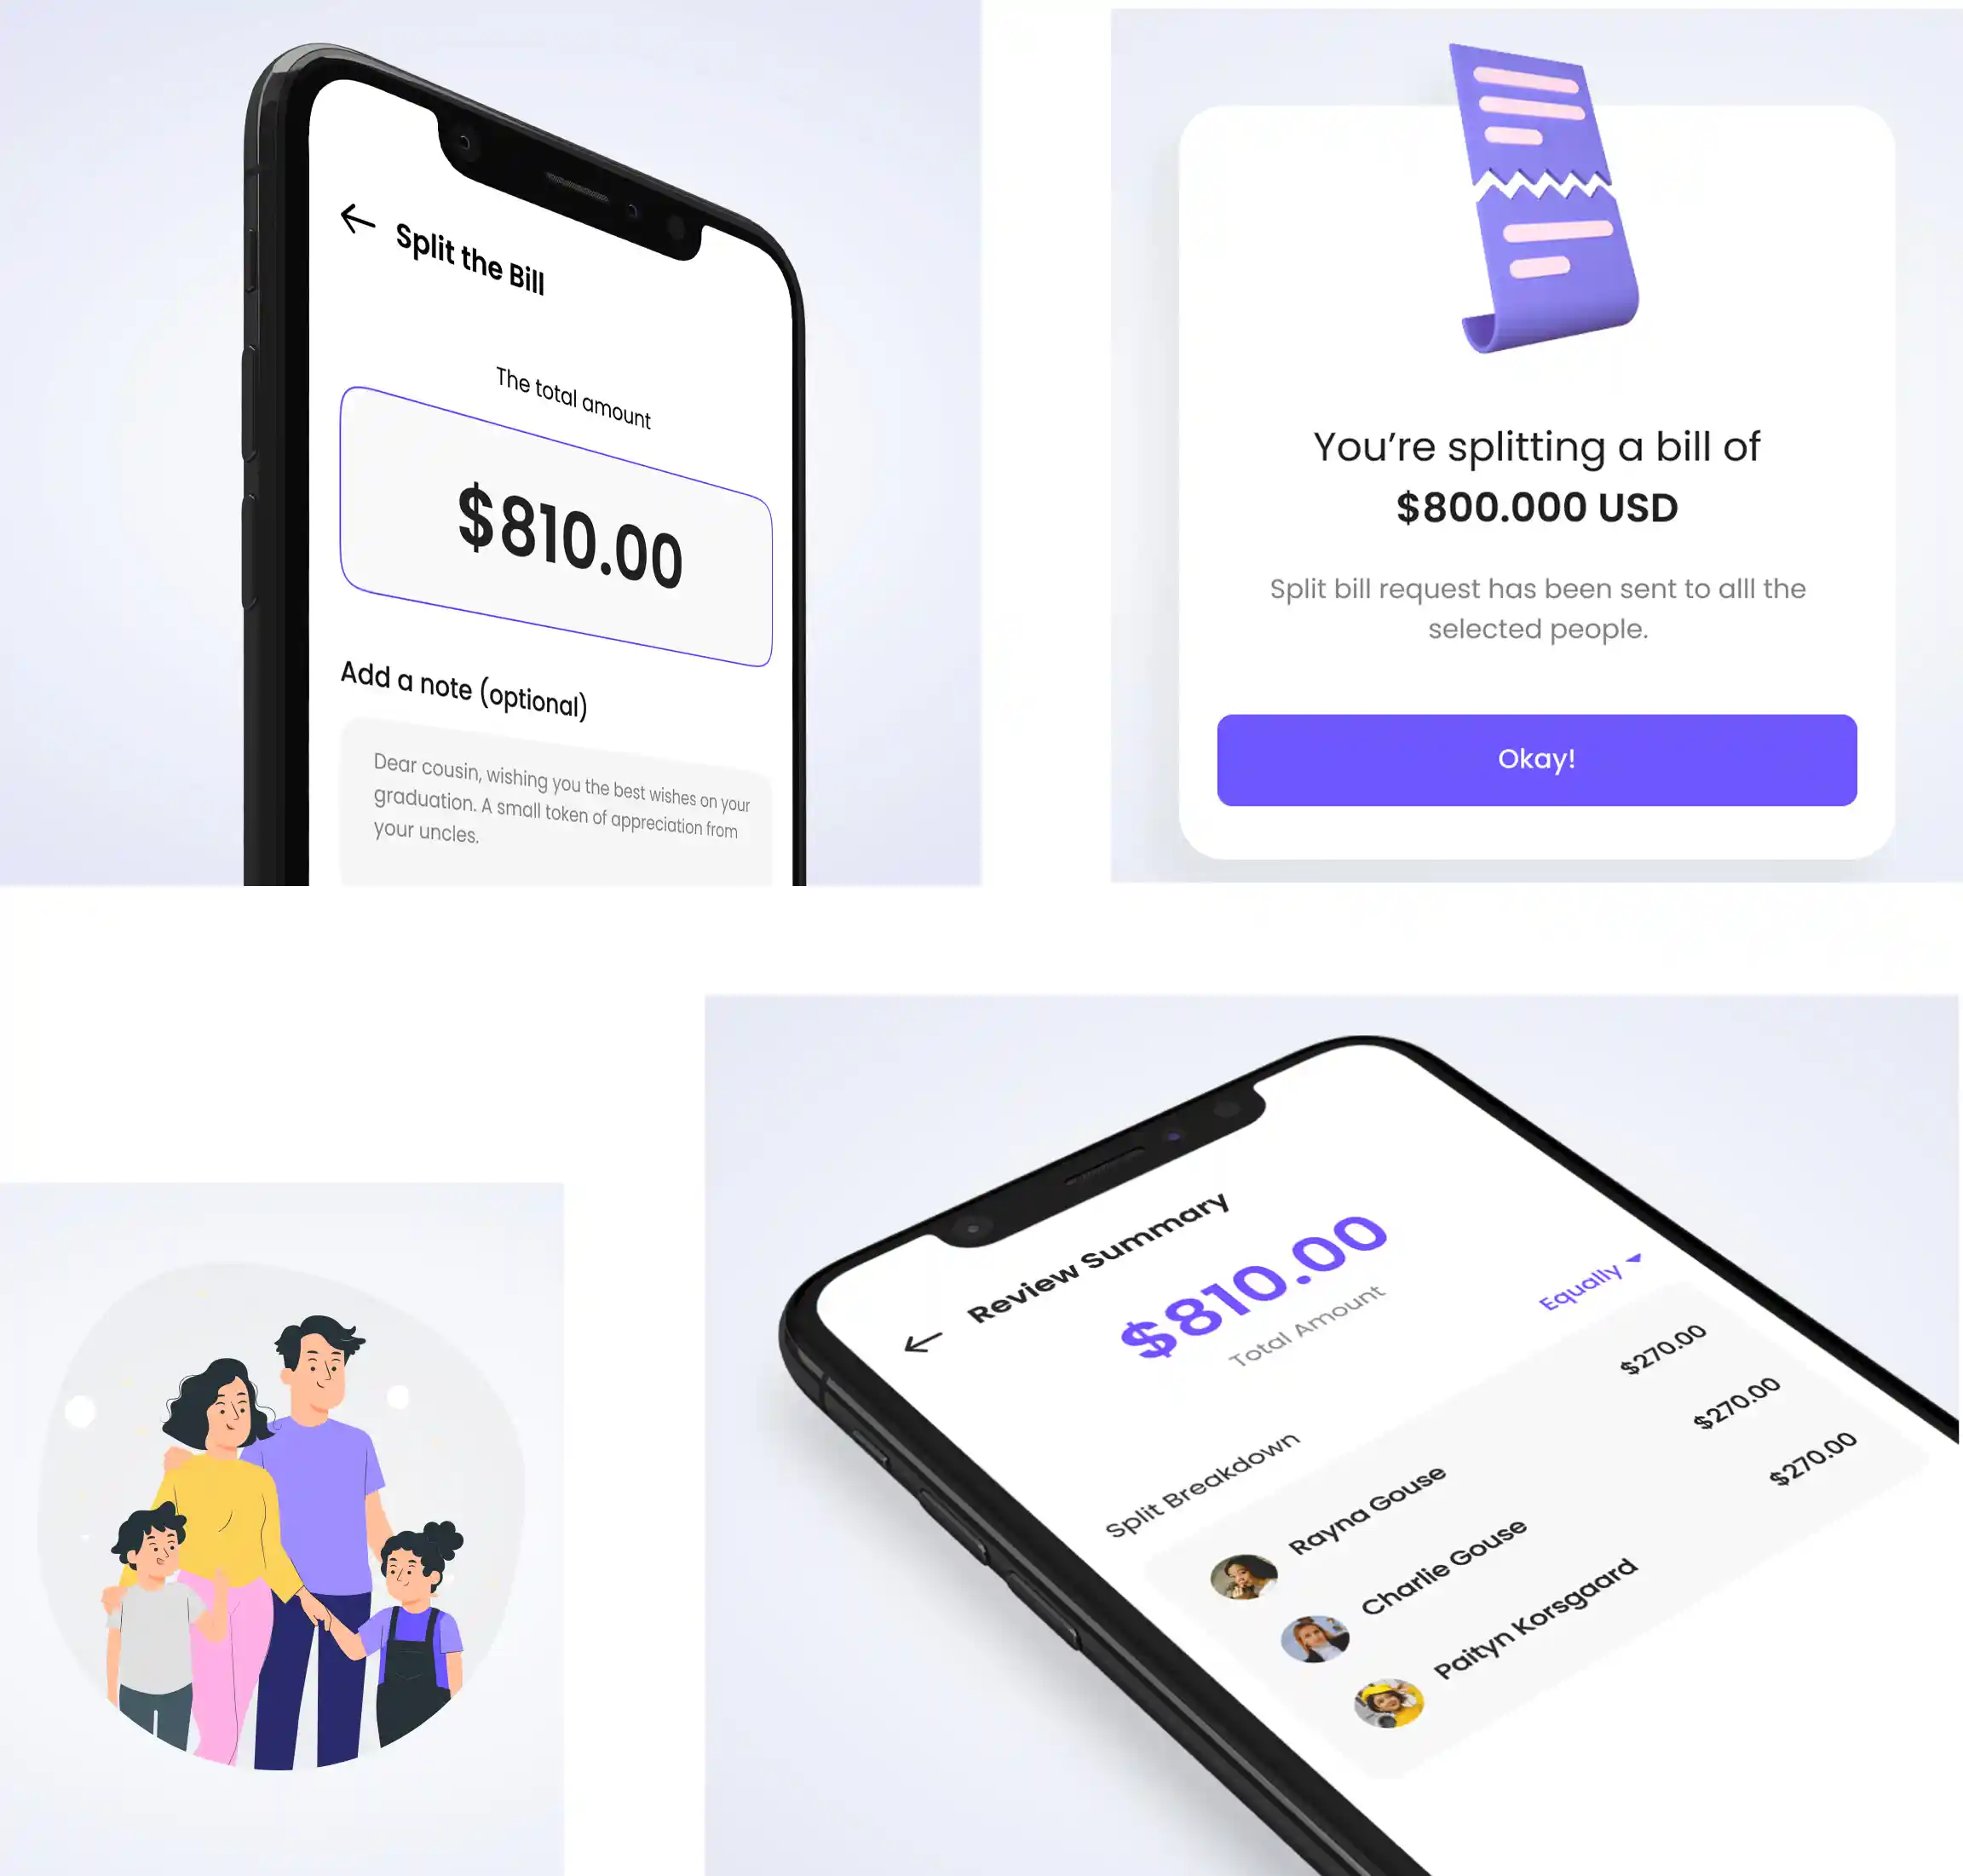 Split the Bill
The total amount
$810.00
Add a note (optional)
Dear cousin, wishing you the best wishes on your
graduation. A small token of appreciation from
your uncles.
You’re splitting a bill of
$800.000 USD
Split bill request has been sent to alll the
selected people.
Okay!
Review Summary
$810.00
Total Amount
Equally
Split Breakdown
Rayna Gouse $270.00
Charlie Gouse $270.00
Paityn Korsgaard $270.00